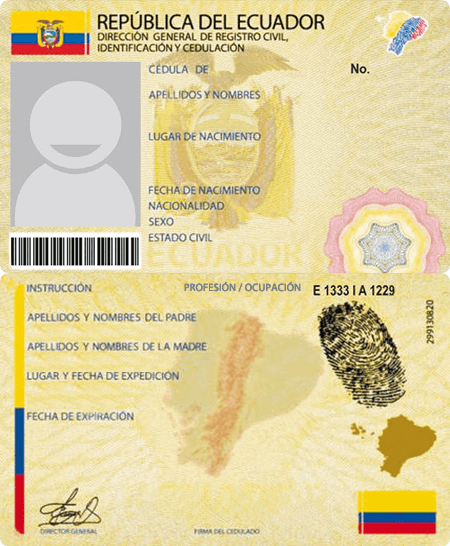 REPÚBLICA DEL ECUADOR
DIRECCIÓN GENERAL DE REGISTRO CIVIL,
IDENTIFICACIÓN Y CEDULACIÓN
CÉDULA DE No.
APELLIDOS Y NOMBRES
LUGAR DE NACIMIENTO
FECHA DE NACIMIENTO
NACIONALIDAD
SEXO
ESTADO CIVIL
ECUADOR
INSTRUCCIÓN PROFESIÓN / OCUPACIÓN E 1333 I A 1229
APELLIDOS Y NOMBRES DEL PADRE
APELLIDOS Y NOMBRES DE LA MADRE
LUGAR Y FECHA DE EXPEDICIÓN
FECHA DE EXPIRACIÓN
299130820
DIRECTOR GENERAL FIRMA DEL CEDULADO